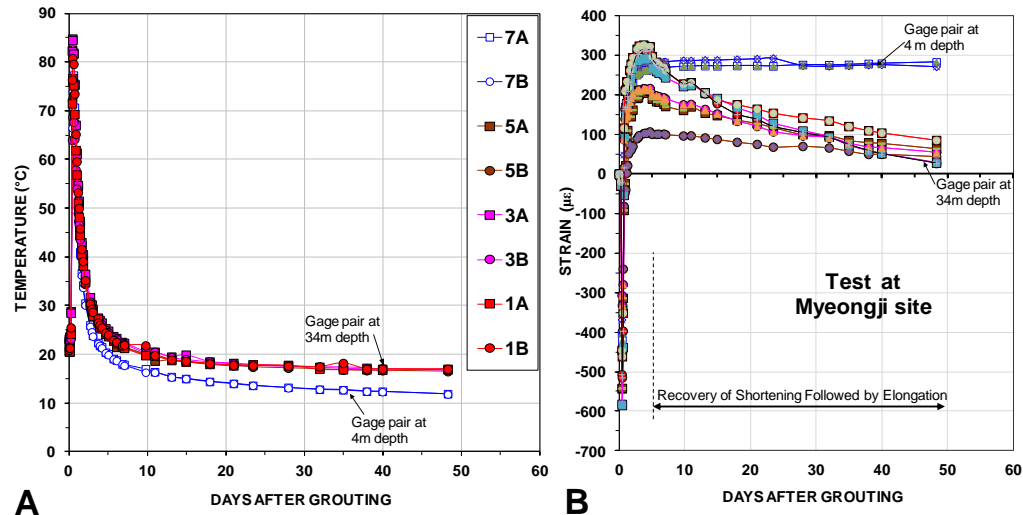 90
80
70
60
50
40
30
20
10
0
TEMPERATURE (°C)
0
10
20
30
40
50
60
DAYS AFTER GROUTING
Gage pair at
34m depth
Gage pair at
4m depth
7A
7B
5A
5B
3A
3B
1A
1B
A
400
300
200
100
0
-100
-200
-300
-400
-500
-600
-700
STRAIN (με)
0
10
20
30
40
50
60
DAYS AFTER GROUTING
Gage pair at
4 m depth
Gage pair at
34m depth
Test at
Myeongji site
Recovery of Shortening Followed by Elongation
B